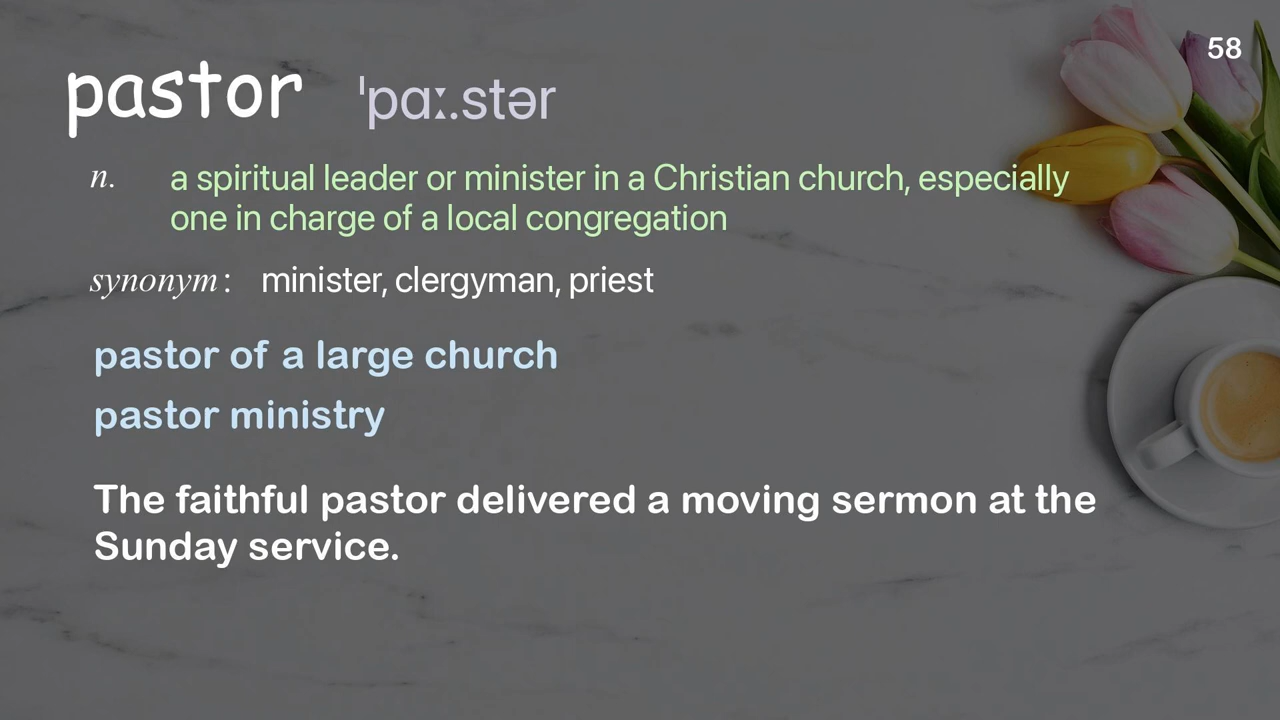 58
pastor ˈpɑː.stər
n. a spiritual leader or minister in a Christian church, especially
one in charge of a local congregation
synonym: minister, clergyman, priest
pastor of a large church
pastor ministry
The faithful pastor delivered a moving sermon at the
Sunday service.